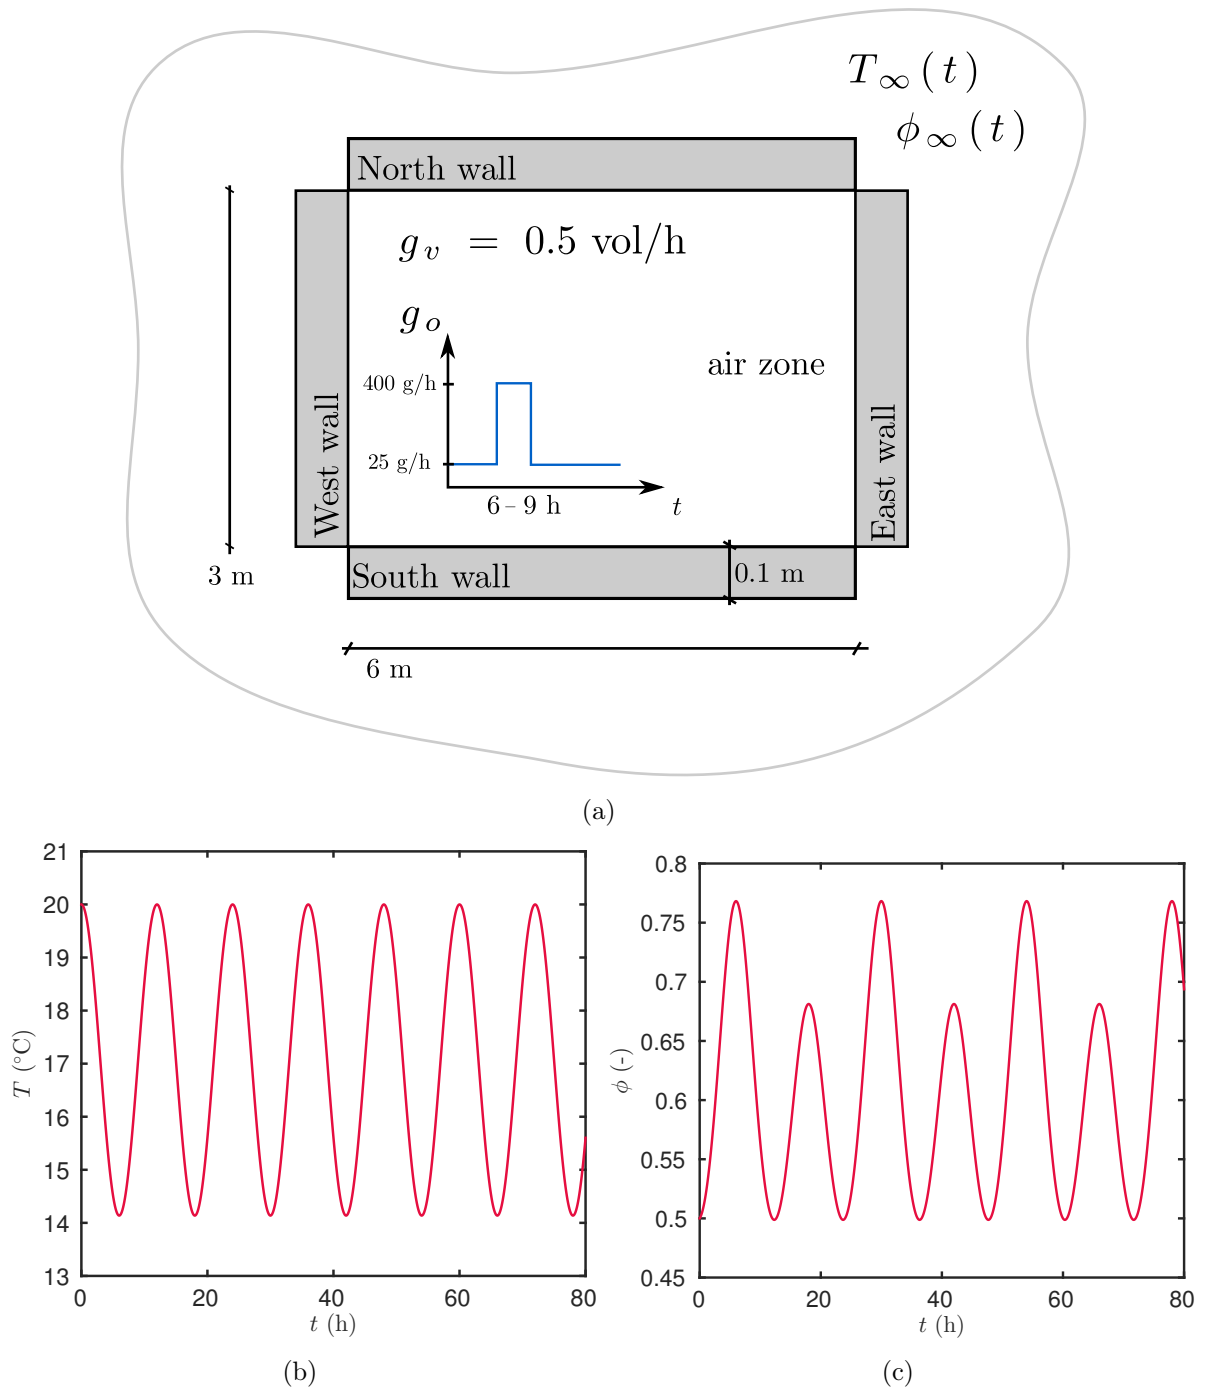 T∞(t)
ϕ∞(t)
North wall
g_v = 0.5 vol/h
g_o
400 g/h
25 g/h
6 – 9 h
t
air zone
West wall
East wall
South wall
0.1 m
3 m
6 m
(a)
21
20
19
18
17
16
15
14
13
T (°C)
0 20 40 60 80
t (h)
(b)
0.8
0.75
0.7
0.65
0.6
0.55
0.5
0.45
ϕ (-)
0 20 40 60 80
t (h)
(c)